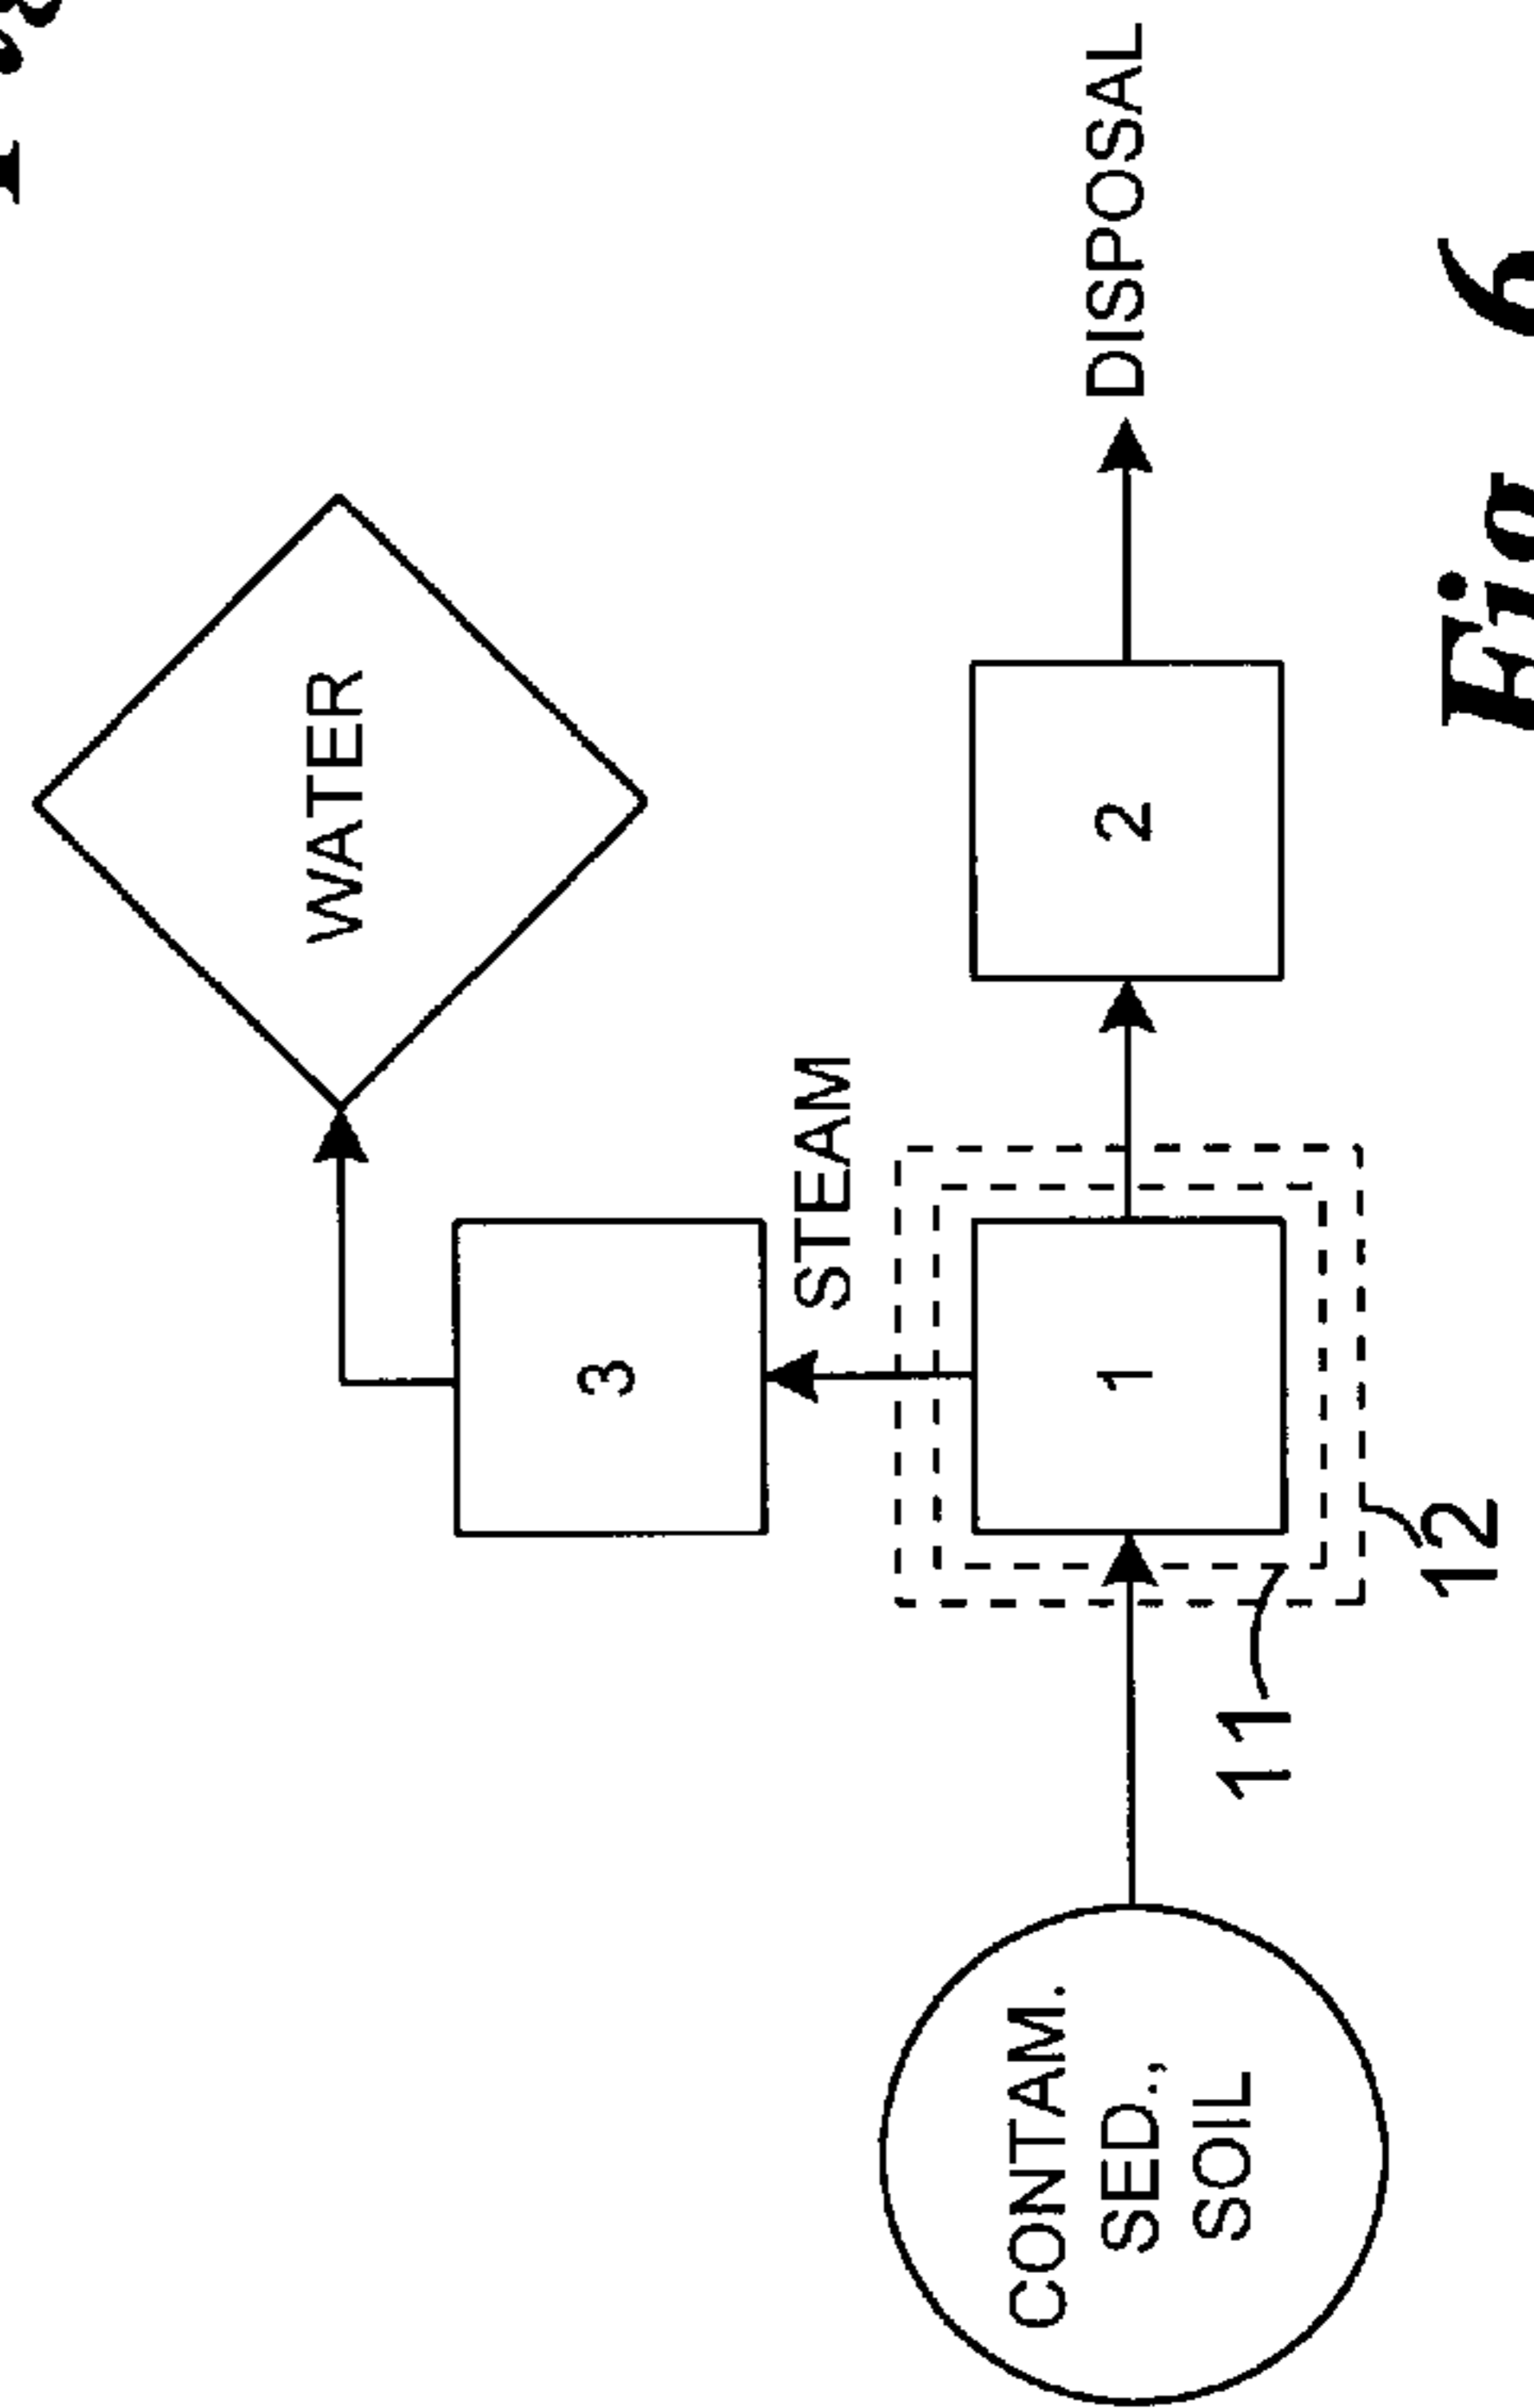 WATER
3
STEAM
CONTAM.
SED.,
SOIL
1
2
DISPOSAL
11
12
Fig 6